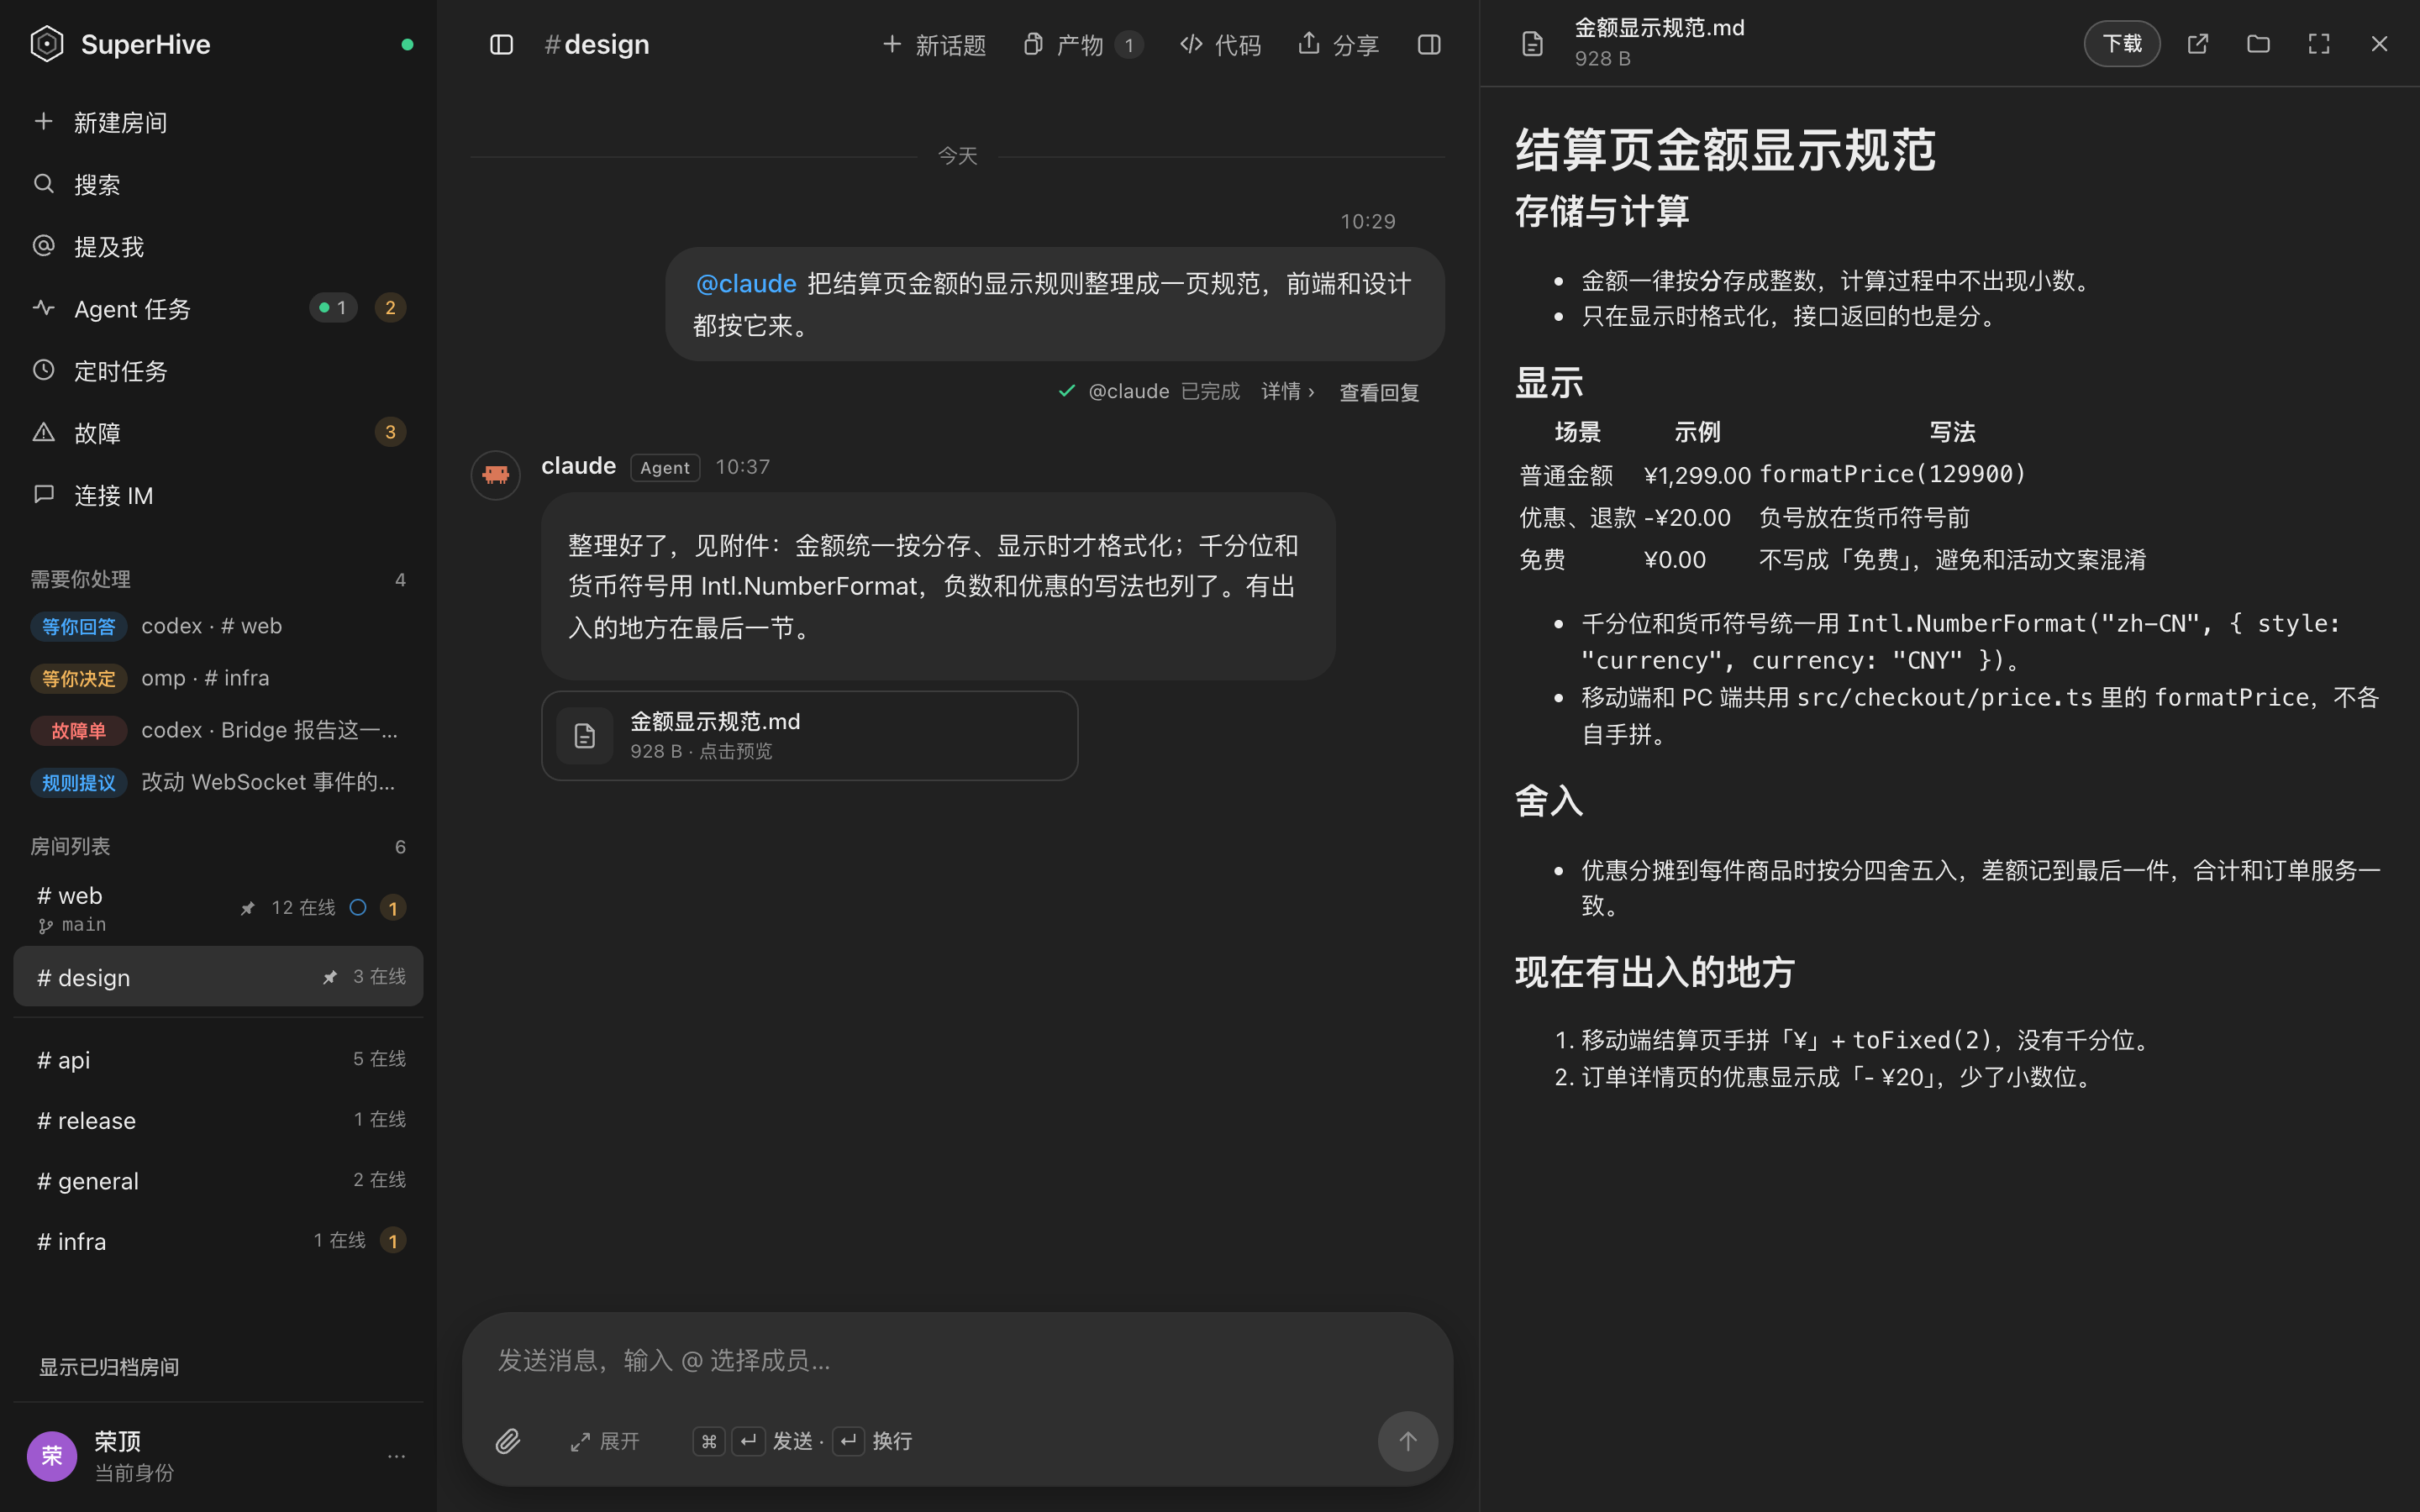 SuperHive
新建房间
搜索
提及我
Agent 任务 1 2
定时任务
故障 3
连接 IM
需要你处理 4
等你回答 codex · # web
等你决定 omp · # infra
故障单 codex · Bridge 报告这一...
规则提议 改动 WebSocket 事件的...
房间列表 6
# web 12 在线 1
main
# design 3 在线
# api 5 在线
# release 1 在线
# general 2 在线
# infra 1 在线 1
显示已归档房间
荣 荣顶
当前身份
#design 新话题 产物 1 代码 分享
今天
10:29
@claude 把结算页金额的显示规则整理成一页规范，前端和设计
都按它来。
@claude 已完成 详情 › 查看回复
claude Agent 10:37
整理好了，见附件：金额统一按分存、显示时才格式化；千分位和
货币符号用 Intl.NumberFormat，负数和优惠的写法也列了。有出
入的地方在最后一节。
金额显示规范.md
928 B · 点击预览
发送消息，输入 @ 选择成员...
展开 ⌘ ↵ 发送 · ↵ 换行
金额显示规范.md
928 B
下载
结算页金额显示规范
存储与计算
• 金额一律按分存成整数，计算过程中不出现小数。
• 只在显示时格式化，接口返回的也是分。
显示
场景 示例 写法
普通金额 ¥1,299.00 formatPrice(129900)
优惠、退款 -¥20.00 负号放在货币符号前
免费 ¥0.00 不写成「免费」，避免和活动文案混淆
• 千分位和货币符号统一用 Intl.NumberFormat("zh-CN", { style:
"currency", currency: "CNY" })。
• 移动端和 PC 端共用 src/checkout/price.ts 里的 formatPrice，不各
自手拼。
舍入
• 优惠分摊到每件商品时按分四舍五入，差额记到最后一件，合计和订单服务一
致。
现在有出入的地方
1. 移动端结算页手拼「¥」+ toFixed(2)，没有千分位。
2. 订单详情页的优惠显示成「- ¥20」，少了小数位。